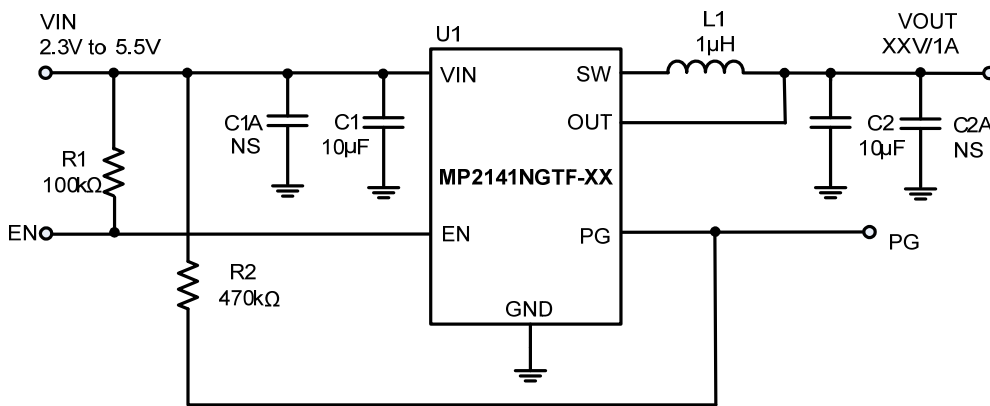 VIN
2.3V to 5.5V
U1
L1
1µH
VOUT
XXV/1A
VIN
SW
C1A
NS
C1
10µF
OUT
C2
10µF
C2A
NS
R1
100kΩ
MP2141NGTF-XX
EN
EN
PG
PG
R2
470kΩ
GND